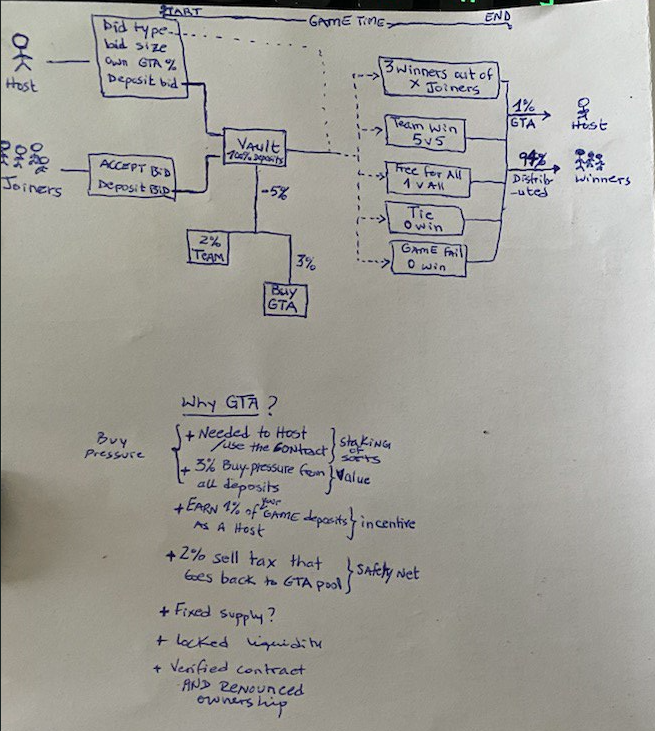 START
GAME TIME
END
bid type
bid size
own GTA %
Deposit bid
Host
Joiners
ACCEPT BID
Deposit BID
VAULT
100% deposits
-5%
2%
TEAM
3%
Buy
GTA
3 winners out of
X Joiners
Team win
5v5
Free for All
1 v All
Tie
0 win
GAME Fail
0 win
1%
GTA
Host
94%
Distrib-
uted
winners
Why GTA?
Buy
Pressure
+ Needed to Host
/use the contract
Staking
of
sorts
+ 3% Buy-pressure from
all deposits
Value
+ EARN 1% of your GAME deposits
AS A Host
incentive
+ 2% sell tax that
Goes back to GTA pool
Safety Net
+ Fixed supply?
+ Locked liquidity
+ Verified contract
AND RENOUNCED
ownership